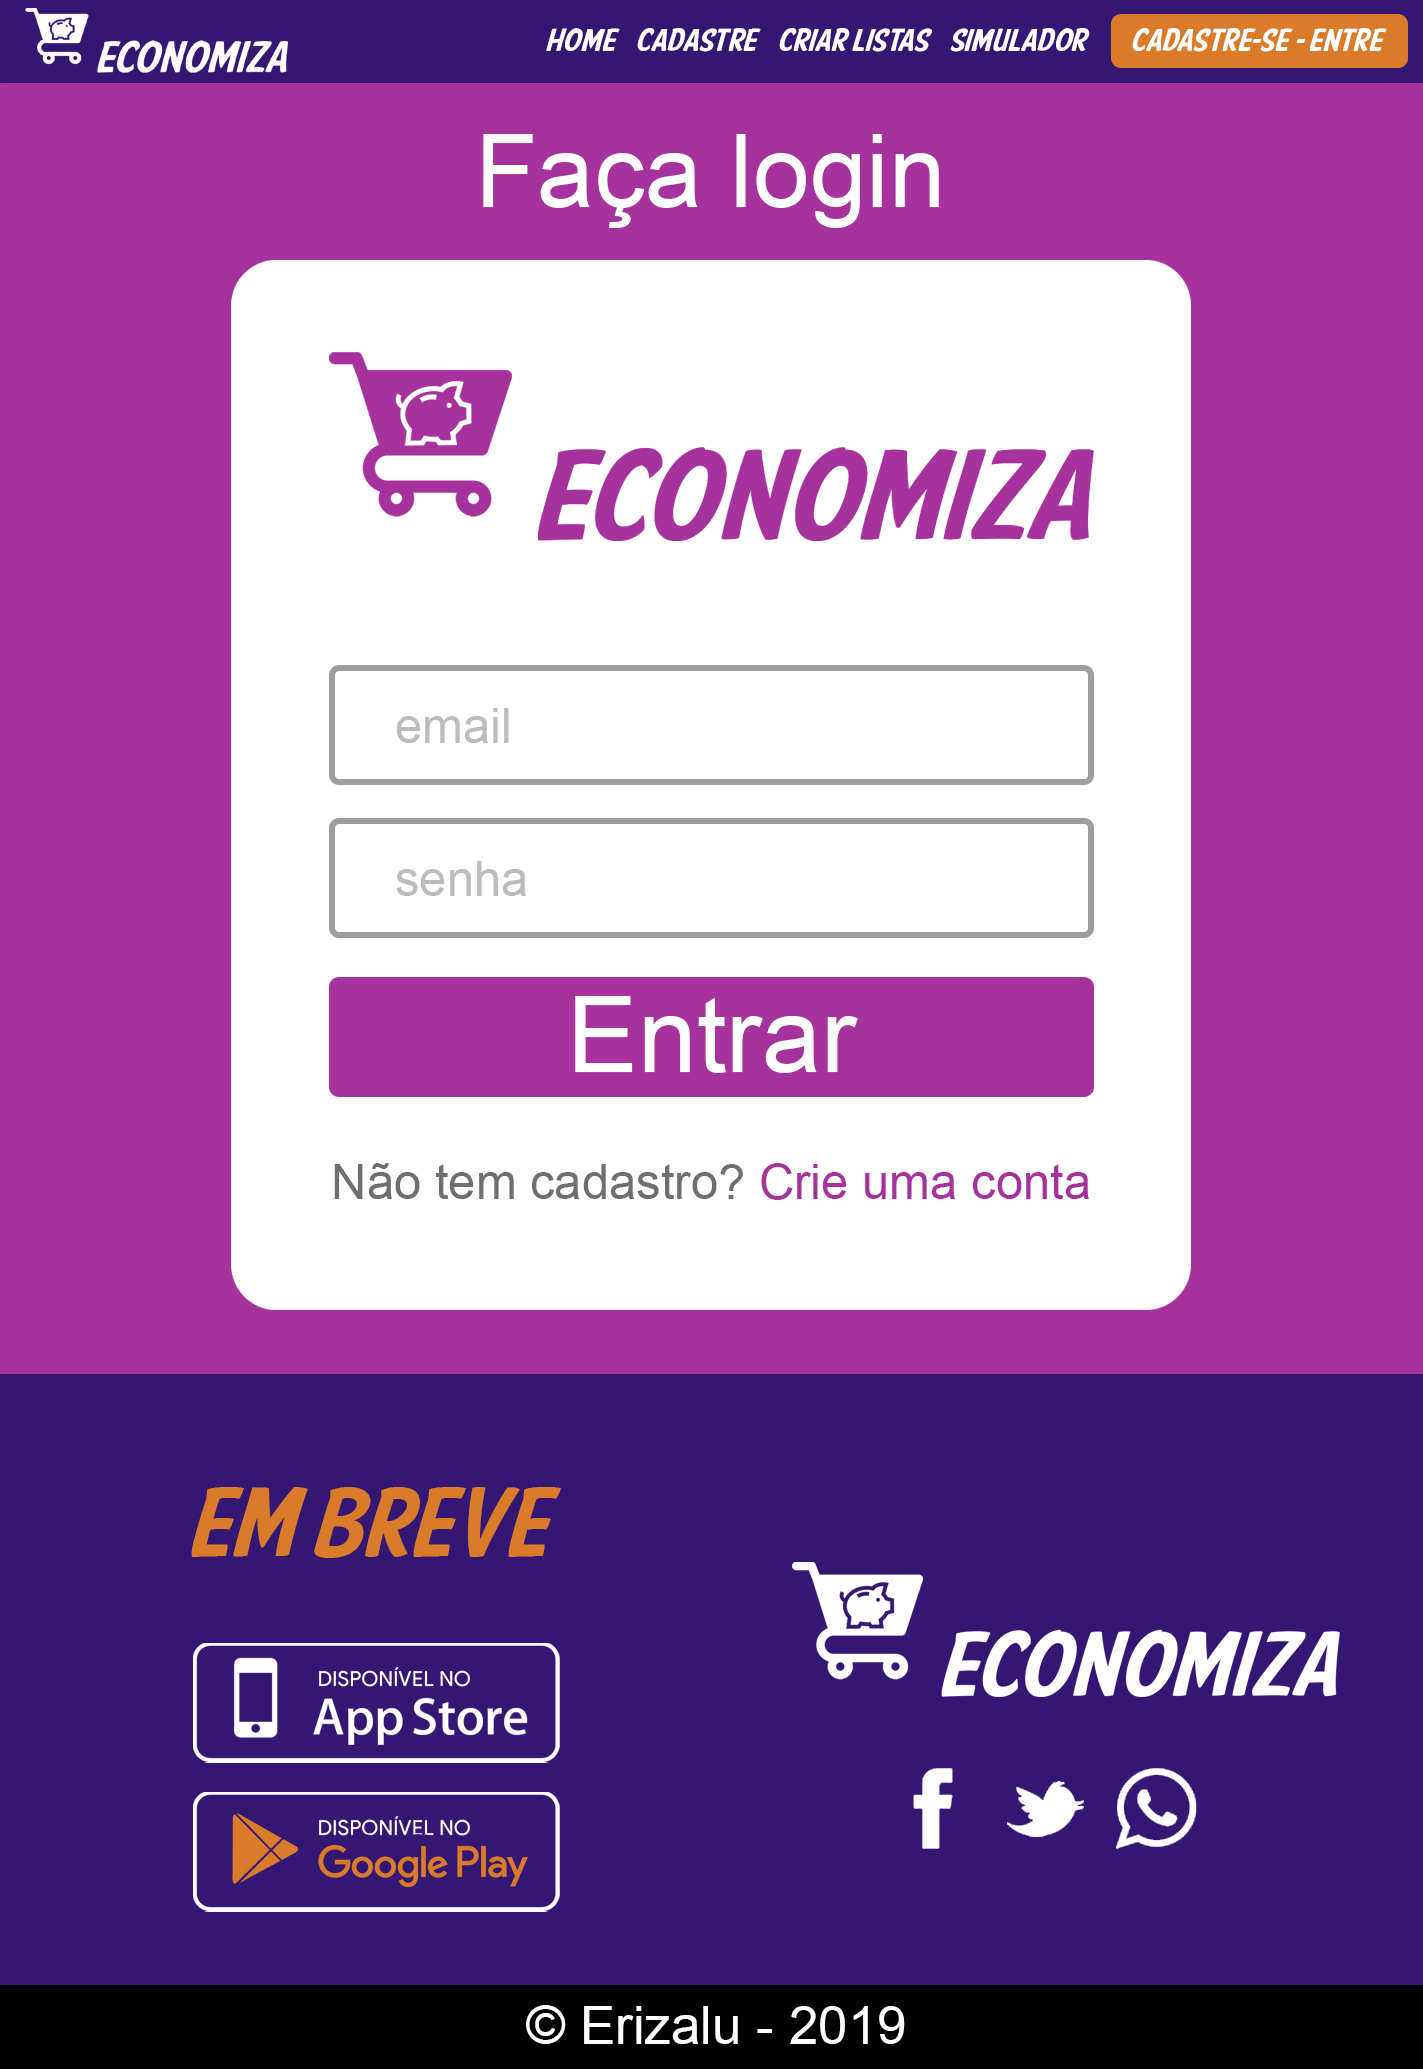 ECONOMIZA
HOME CADASTRE CRIAR LISTAS SIMULADOR CADASTRE-SE - ENTRE
Faça login
ECONOMIZA
email
senha
Entrar
Não tem cadastro? Crie uma conta
EM BREVE
DISPONÍVEL NO
App Store
DISPONÍVEL NO
Google Play
ECONOMIZA
© Erizalu - 2019